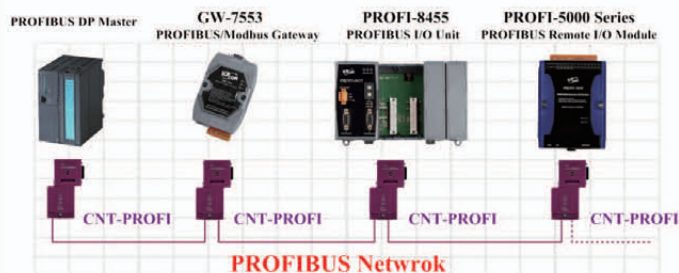 PROFIBUS DP Master
GW-7553
PROFIBUS/Modbus Gateway
PROFI-8455
PROFIBUS I/O Unit
PROFI-5000 Series
PROFIBUS Remote I/O Module
CNT-PROFI
CNT-PROFI
CNT-PROFI
CNT-PROFI
PROFIBUS Netwrok